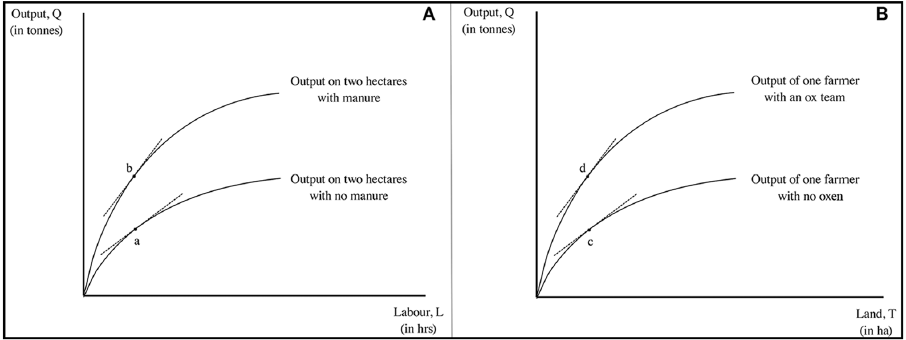 A
Output, Q
(in tonnes)
Output on two hectares
with manure
b
Output on two hectares
with no manure
a
Labour, L
(in hrs)
B
Output, Q
(in tonnes)
Output of one farmer
with an ox team
d
Output of one farmer
with no oxen
c
Land, T
(in ha)